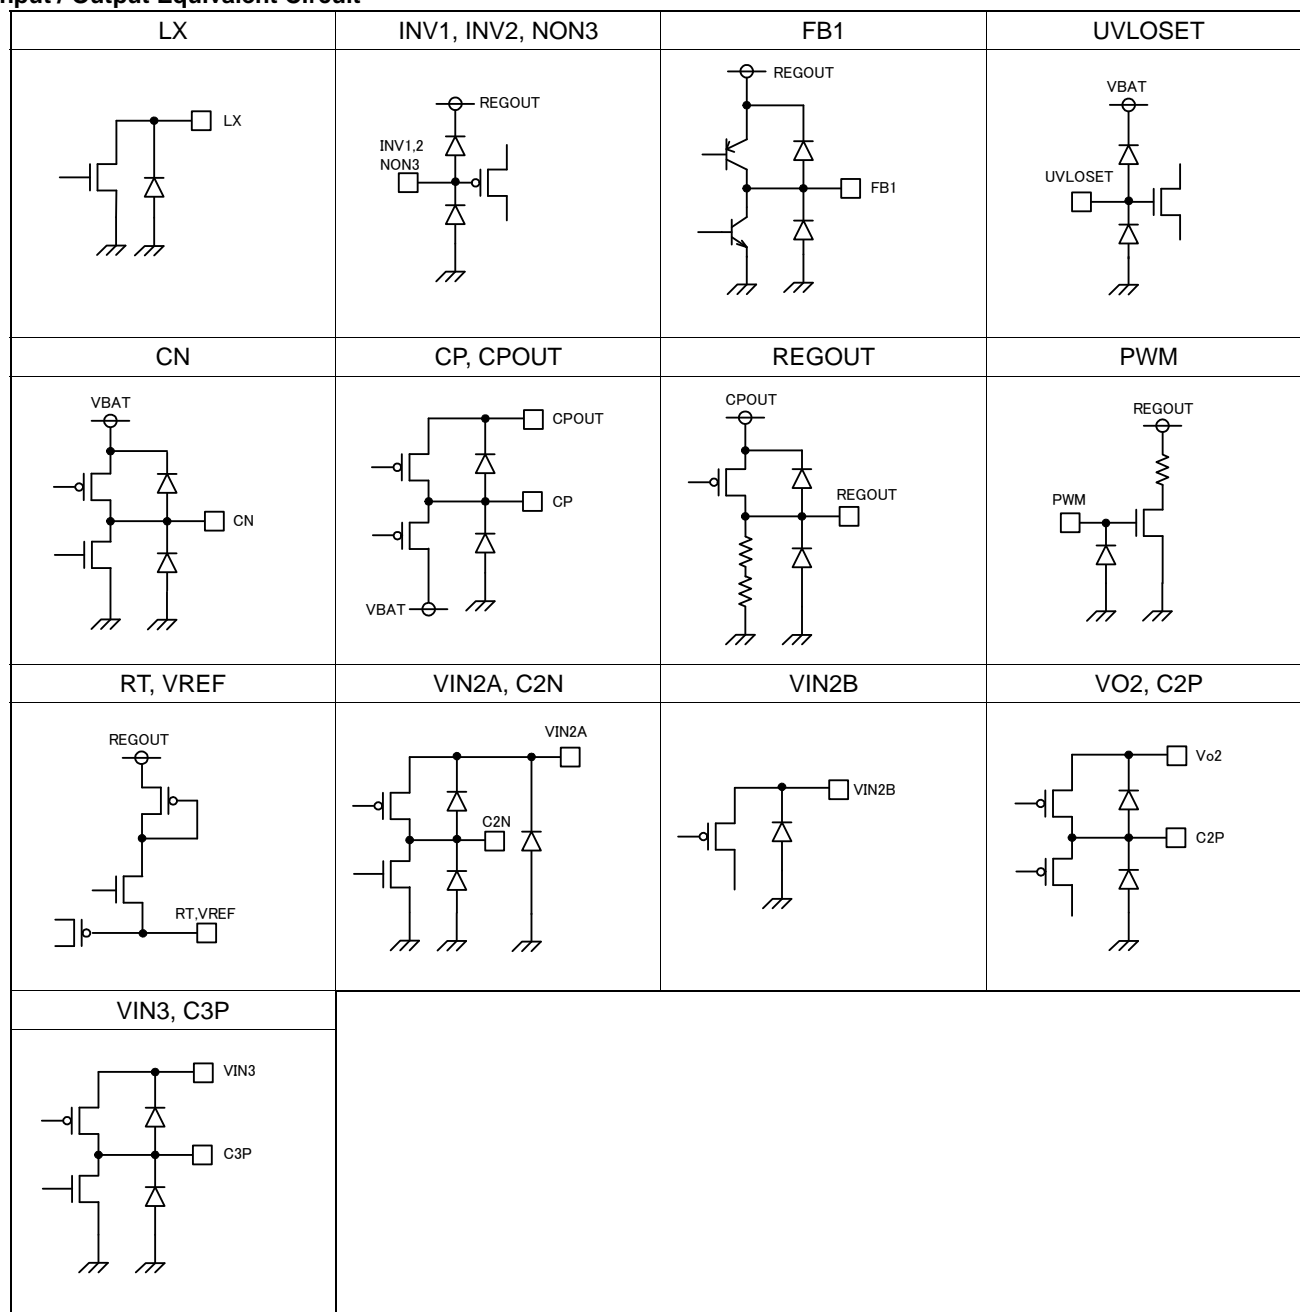 nput / Output Equivalent Circuit
LX
INV1, INV2, NON3
FB1
UVLOSET
LX
REGOUT
INV1,2
NON3
REGOUT
FB1
VBAT
UVLOSET
CN
CP, CPOUT
REGOUT
PWM
VBAT
CN
CPOUT
CP
VBAT
CPOUT
REGOUT
REGOUT
PWM
RT, VREF
VIN2A, C2N
VIN2B
VO2, C2P
REGOUT
RT,VREF
VIN2A
C2N
VIN2B
Vo2
C2P
VIN3, C3P
VIN3
C3P